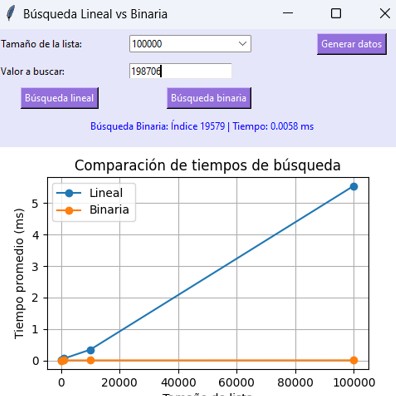 Búsqueda Lineal vs Binaria
Tamaño de la lista: 100000 Generar datos
Valor a buscar: 198706
Búsqueda lineal Búsqueda binaria
Búsqueda Binaria: Índice 19579 | Tiempo: 0.0058 ms
Comparación de tiempos de búsqueda
Lineal
Binaria
Tiempo promedio (ms)
5
4
3
2
1
0
0 20000 40000 60000 80000 100000